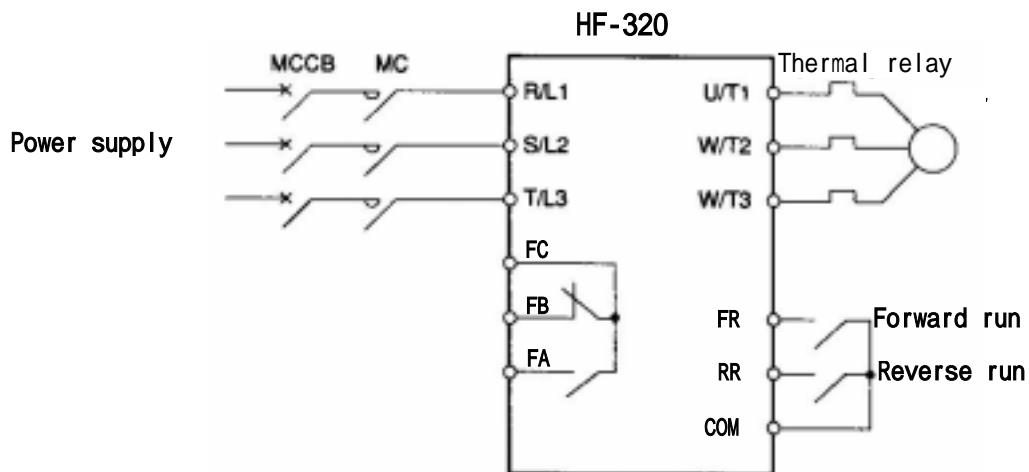 HF-320
MCCB MC Thermal relay
R/L1 U/T1
Power supply S/L2 W/T2
T/L3 W/T3
FC
FB FR Forward run
FA RR Reverse run
COM